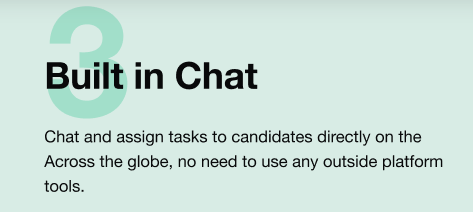 3
Built in Chat
Chat and assign tasks to candidates directly on the
Across the globe, no need to use any outside platform
tools.